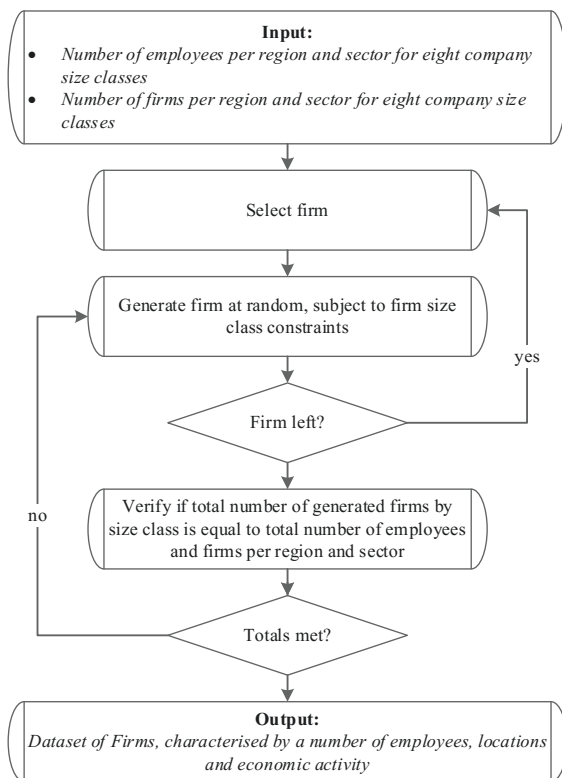 Input:
• Number of employees per region and sector for eight company
size classes
• Number of firms per region and sector for eight company size
classes
Select firm
Generate firm at random, subject to firm size
class constraints
yes
Firm left?
no
Verify if total number of generated firms by
size class is equal to total number of employees
and firms per region and sector
Totals met?
Output:
Dataset of Firms, characterised by a number of employees, locations
and economic activity